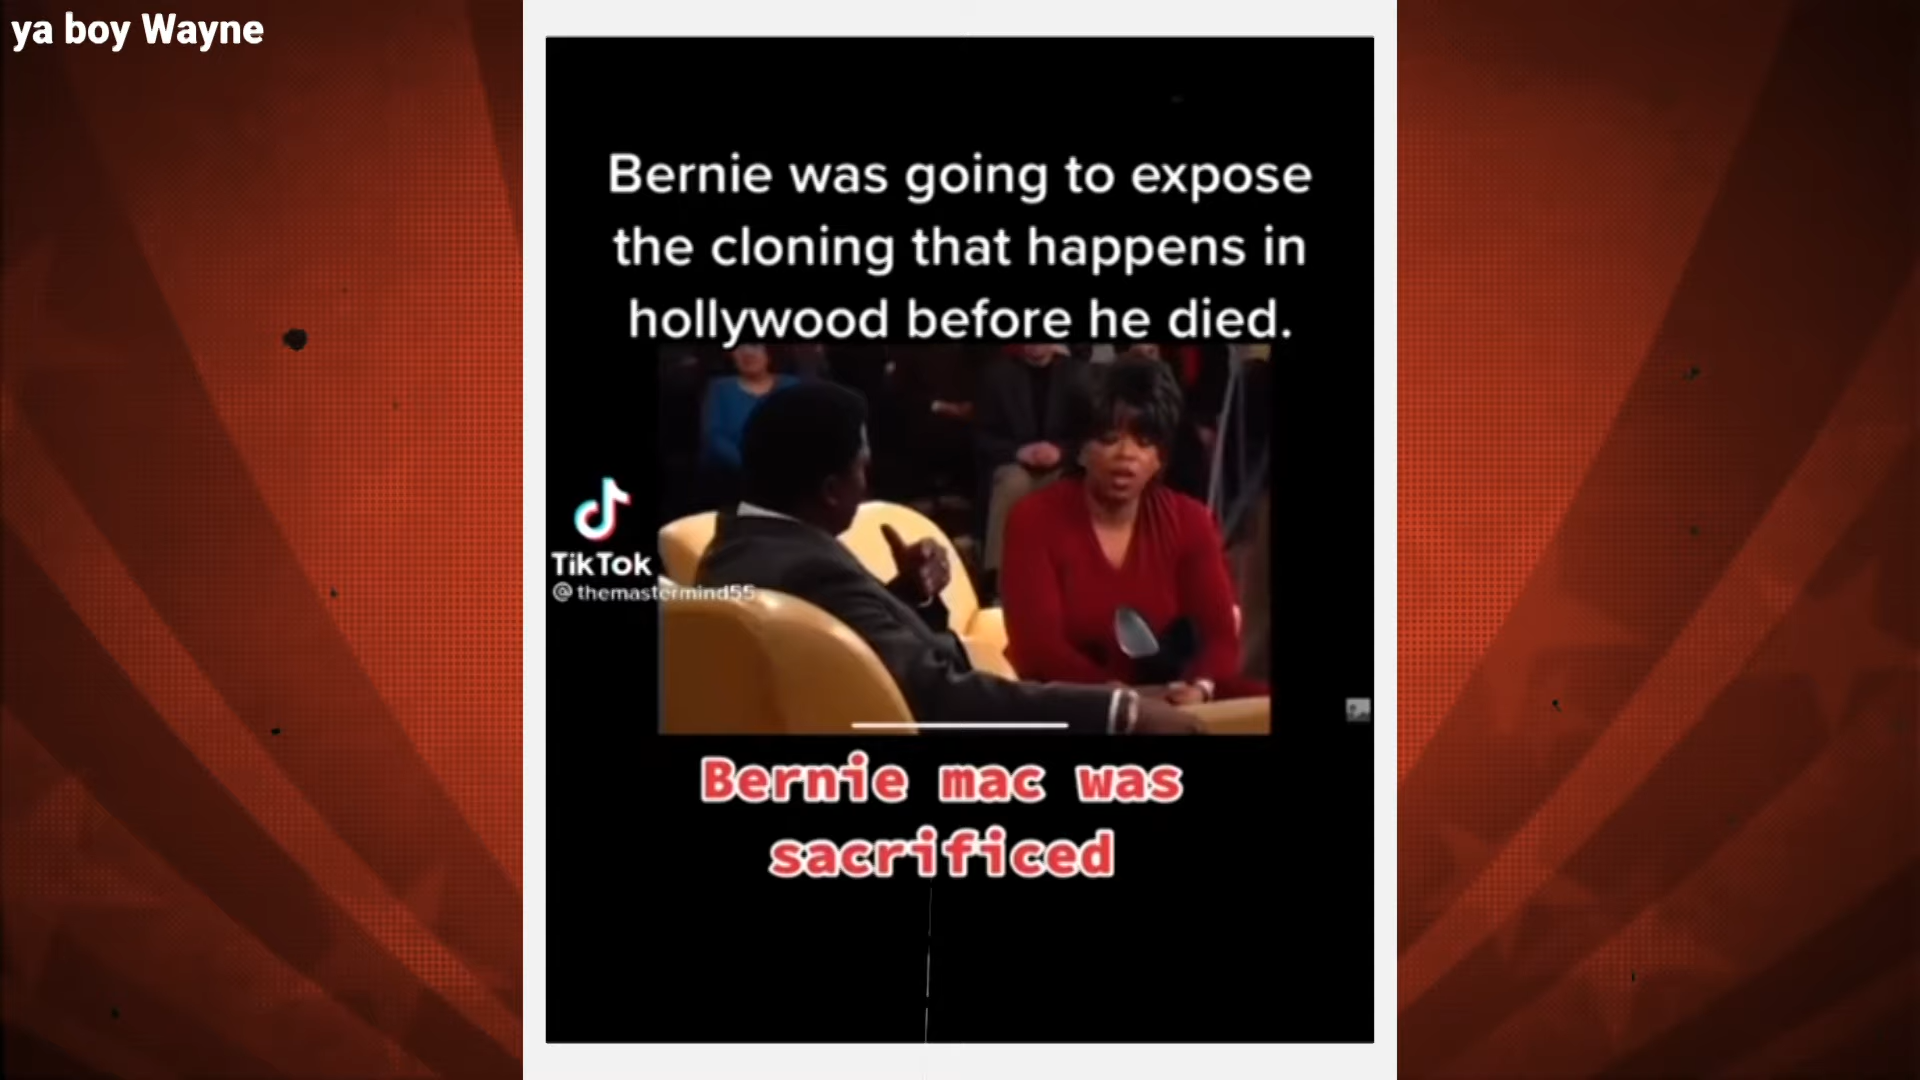 ya boy Wayne
Bernie was going to expose
the cloning that happens in
hollywood before he died.
TikTok
@themastermind55
Bernie mac was
sacrificed